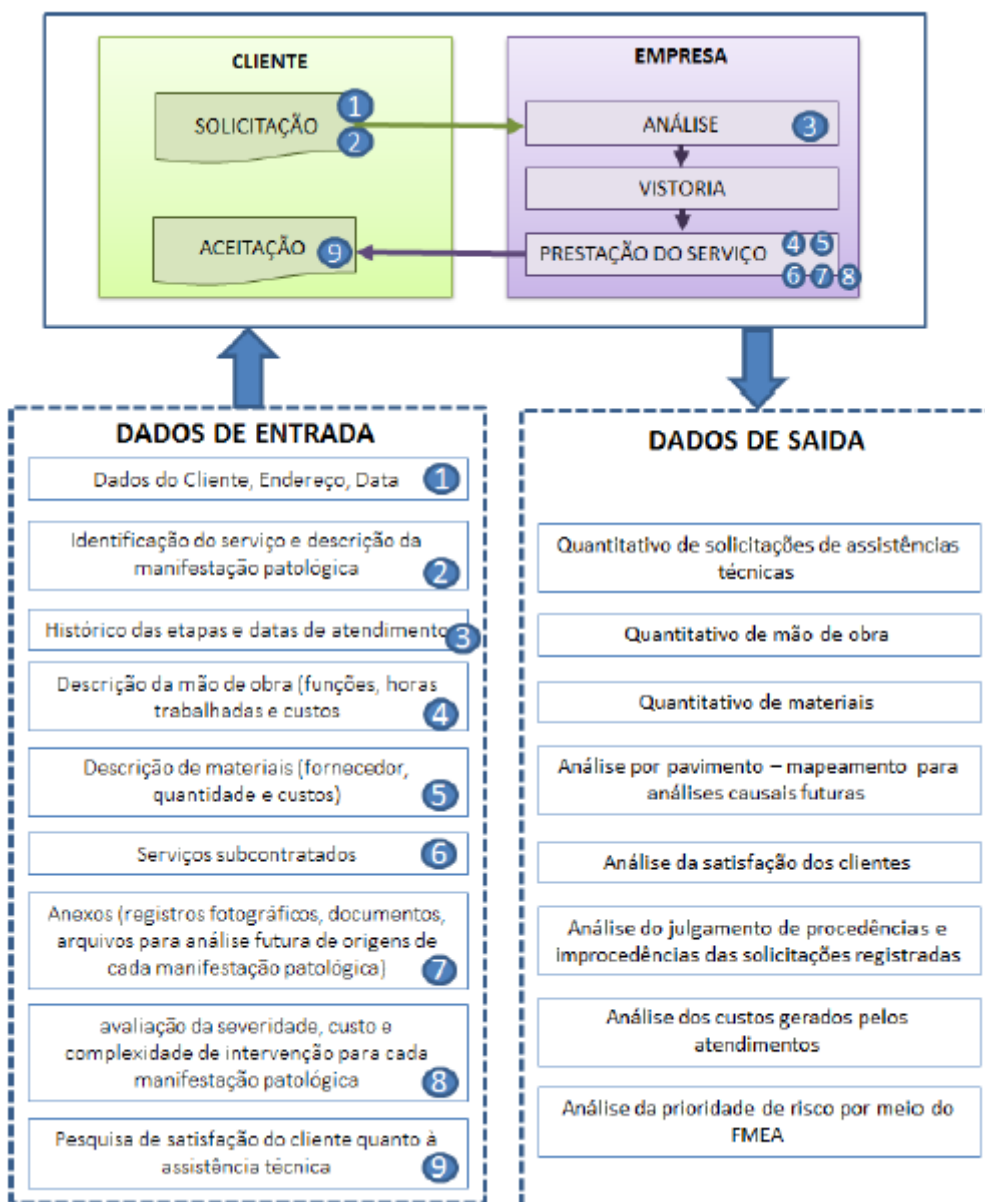 CLIENTE
SOLICITAÇÃO
1
2
ACEITAÇÃO
9
EMPRESA
ANÁLISE
3
VISTORIA
PRESTAÇÃO DO SERVIÇO
4 5
6 7 8
DADOS DE ENTRADA
Dados do Cliente, Endereço, Data
1
Identificação do serviço e descrição da
manifestação patológica
2
Histórico das etapas e datas de atendimento
3
Descrição da mão de obra (funções, horas
trabalhadas e custos
4
Descrição de materiais (fornecedor,
quantidade e custos)
5
Serviços subcontratados
6
Anexos (registros fotográficos, documentos,
arquivos para análise futura de origens de
cada manifestação patológica)
7
avaliação da severidade, custo e
complexidade de intervenção para cada
manifestação patológica
8
Pesquisa de satisfação do cliente quanto à
assistência técnica
9
DADOS DE SAIDA
Quantitativo de solicitações de assistências
técnicas
Quantitativo de mão de obra
Quantitativo de materiais
Análise por pavimento – mapeamento para
análises causais futuras
Análise da satisfação dos clientes
Análise do julgamento de procedências e
improcedências das solicitações registradas
Análise dos custos gerados pelos
atendimentos
Análise da prioridade de risco por meio do
FMEA